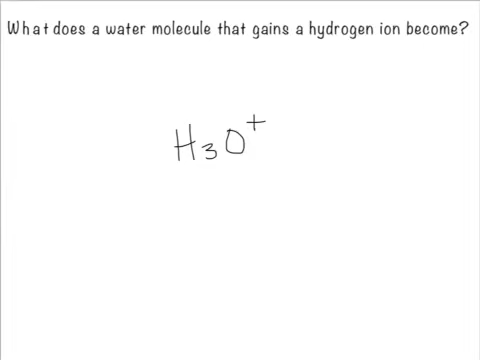 What does a water molecule that gains a hydrogen ion become?
H₃O⁺